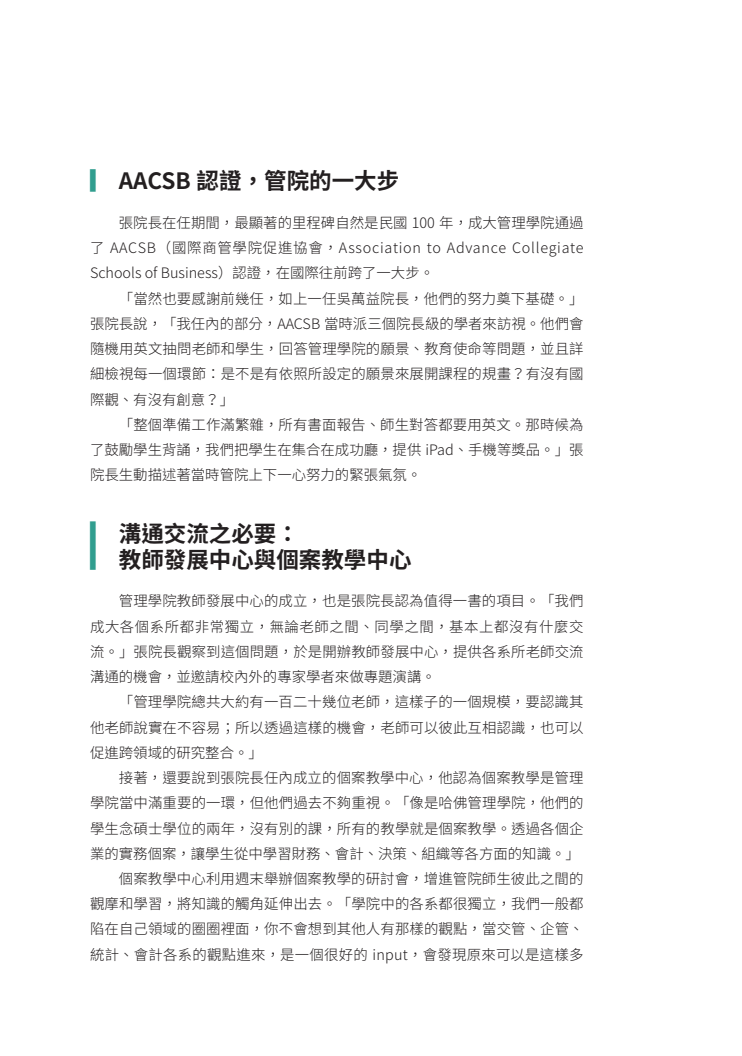 AACSB 認證，管院的一大步
張院長在任期間，最顯著的里程碑自然是民國 100 年，成大管理學院通過
了 AACSB（國際商管學院促進協會，Association to Advance Collegiate
Schools of Business）認證，在國際往前跨了一大步。
「當然也要感謝前幾任，如上一任吳萬益院長，他們的努力奠下基礎。」
張院長說，「我任內的部分，AACSB 當時派三個院長級的學者來訪視。他們會
隨機用英文抽問老師和學生，回答管理學院的願景、教育使命等問題，並且詳
細檢視每一個環節：是不是有依照所設定的願景來展開課程的規畫？有沒有國
際觀、有沒有創意？」
「整個準備工作滿繁雜，所有書面報告、師生對答都要用英文。那時候為
了鼓勵學生背誦，我們把學生在集合在成功廳，提供 iPad、手機等獎品。」張
院長生動描述著當時管院上下一心努力的緊張氣氛。
溝通交流之必要：
教師發展中心與個案教學中心
管理學院教師發展中心的成立，也是張院長認為值得一書的項目。「我們
成大各個系所都非常獨立，無論老師之間、同學之間，基本上都沒有什麼交
流。」張院長觀察到這個問題，於是開辦教師發展中心，提供各系所老師交流
溝通的機會，並邀請校內外的專家學者來做專題演講。
「管理學院總共大約有一百二十幾位老師，這樣子的一個規模，要認識其
他老師說實在不容易；所以透過這樣的機會，老師可以彼此互相認識，也可以
促進跨領域的研究整合。」
接著，還要說到張院長任內成立的個案教學中心，他認為個案教學是管理
學院當中滿重要的一環，但他們過去不夠重視。「像是哈佛管理學院，他們的
學生念碩士學位的兩年，沒有別的課，所有的教學就是個案教學。透過各個企
業的實務個案，讓學生從中學習財務、會計、決策、組織等各方面的知識。」
個案教學中心利用週末舉辦個案教學的研討會，增進管院師生彼此之間的
觀摩和學習，將知識的觸角延伸出去。「學院中的各系都很獨立，我們一般都
陷在自己領域的圈圈裡面，你不會想到其他人有那樣的觀點，當交管、企管、
統計、會計各系的觀點進來，是一個很好的 input，會發現原來可以是這樣多